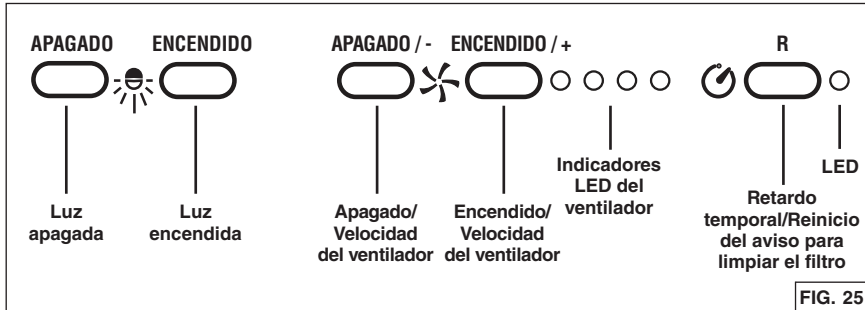 APAGADO ENCENDIDO APAGADO / - ENCENDIDO / + R
Luz
apagada
Luz
encendida
Apagado/
Velocidad
del ventilador
Encendido/
Velocidad
del ventilador
Indicadores
LED del
ventilador
Retardo
temporal/Reinicio
del aviso para
limpiar el filtro
LED
FIG. 25